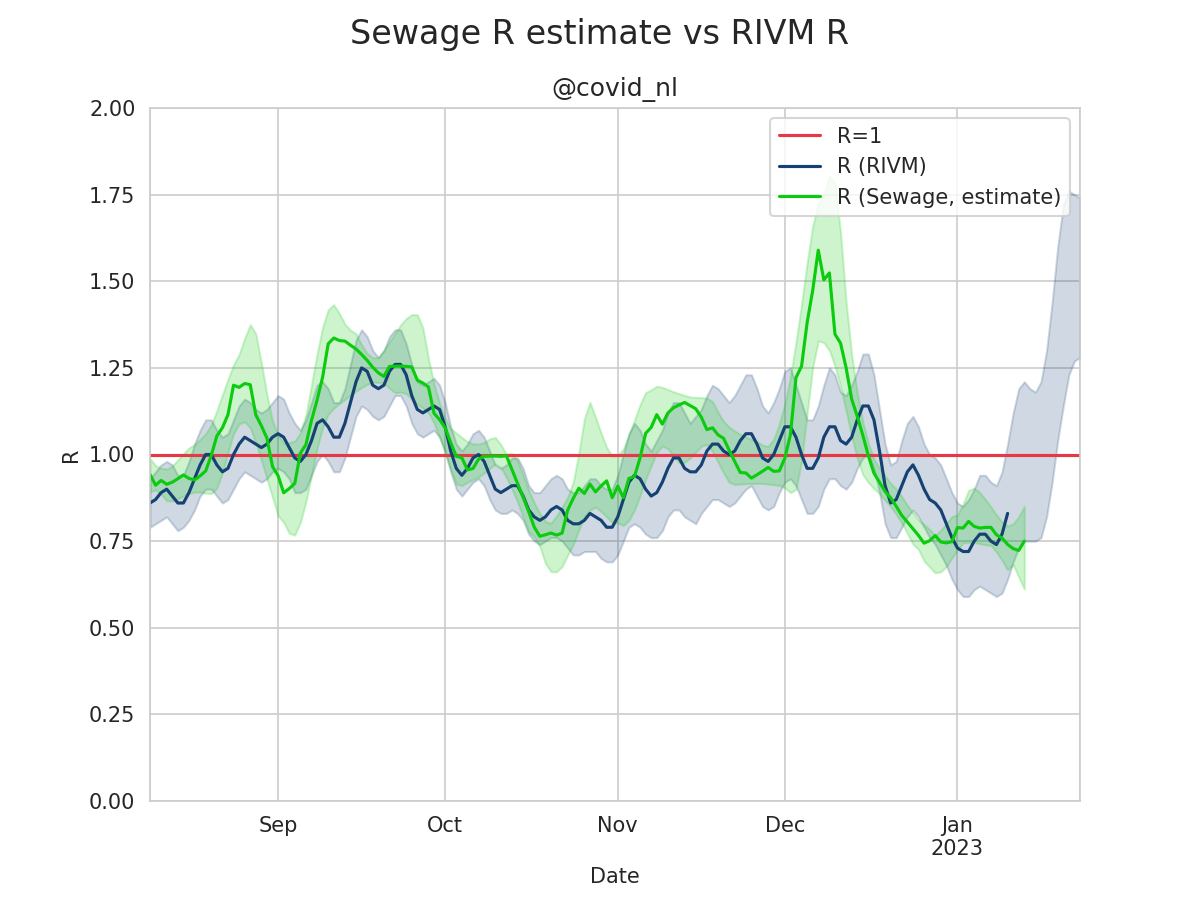 Sewage R estimate vs RIVM R
@covid_nl
R=1
R (RIVM)
R (Sewage, estimate)
2.00
1.75
1.50
1.25
1.00
0.75
0.50
0.25
0.00
R
Sep
Oct
Nov
Dec
Jan
2023
Date